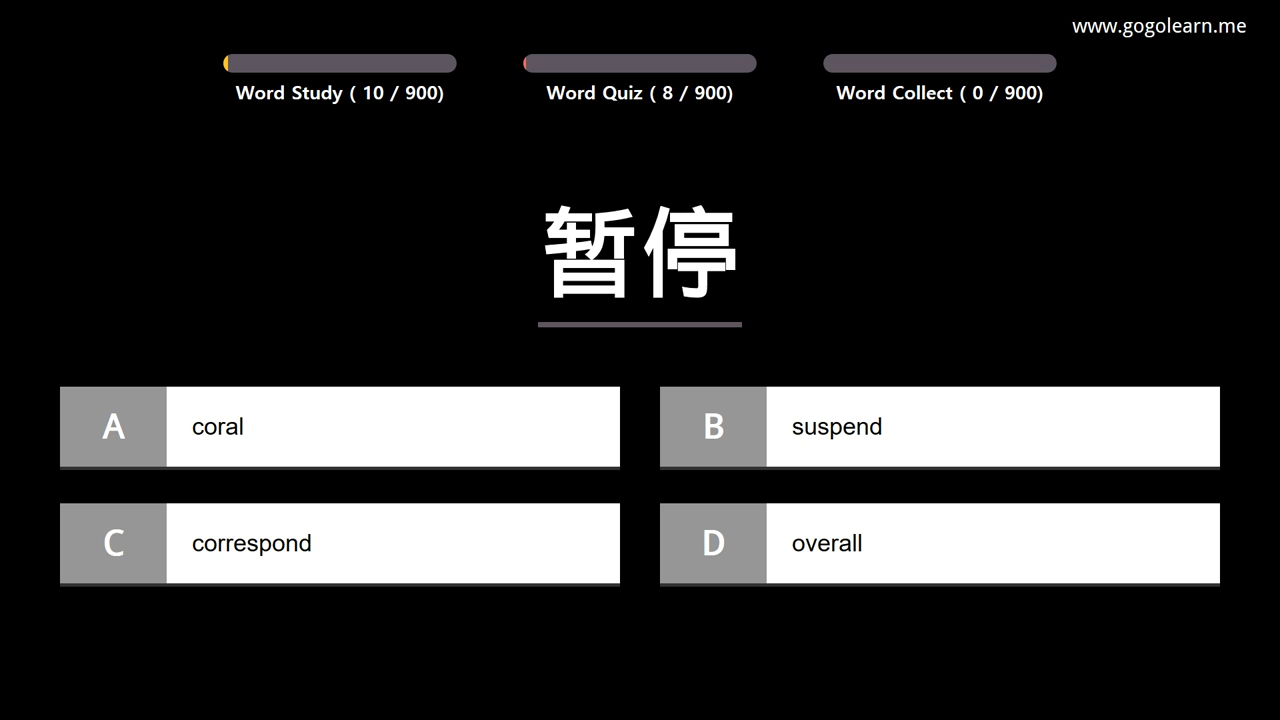 www.gogolearn.me
Word Study ( 10 / 900)
Word Quiz ( 8 / 900)
Word Collect ( 0 / 900)
暂停
A coral
B suspend
C correspond
D overall